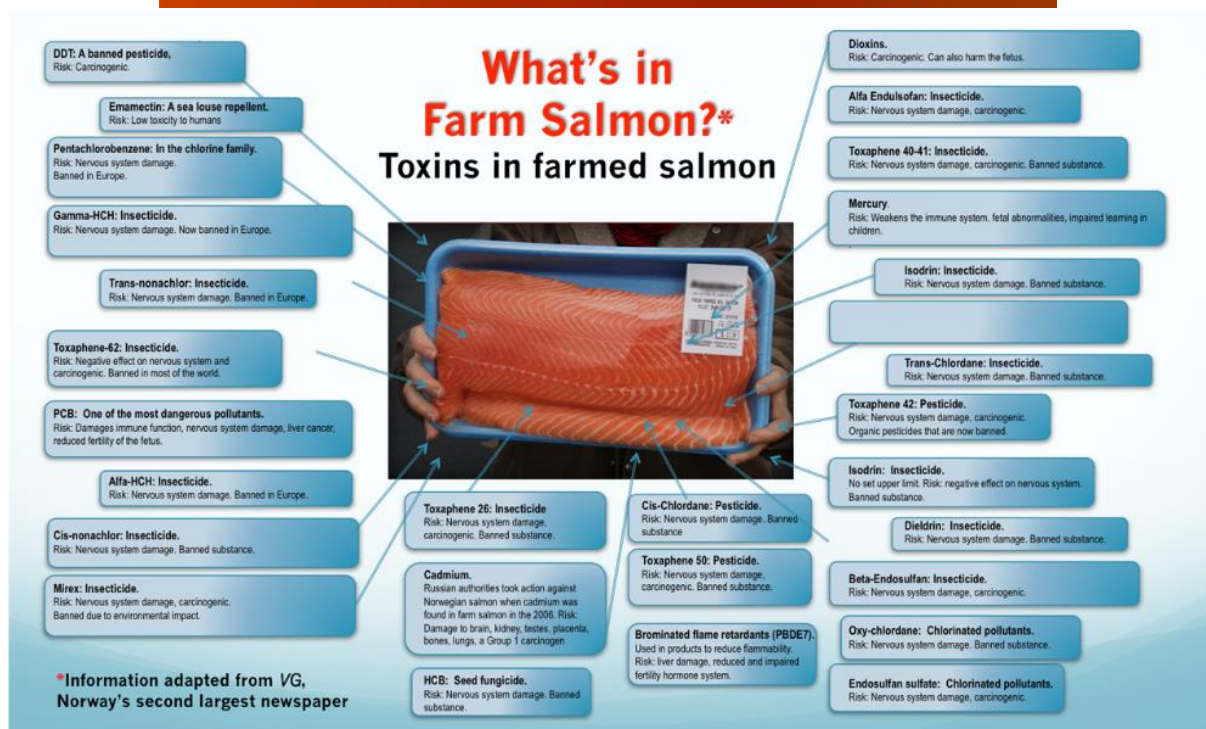 What's in
Farm Salmon?*
Toxins in farmed salmon
DDT: A banned pesticide,
Risk: Carcinogenic.
Emamectin: A sea louse repellent.
Risk: Low toxicity to humans
Pentachlorobenzene: In the chlorine family.
Risk: Nervous system damage.
Banned in Europe.
Gamma-HCH: Insecticide.
Risk: Nervous system damage. Now banned in Europe.
Trans-nonachlor: Insecticide.
Risk: Nervous system damage. Banned in Europe.
Toxaphene-62: Insecticide.
Risk: Negative effect on nervous system and
carcinogenic. Banned in most of the world.
PCB: One of the most dangerous pollutants.
Risk: Damages immune function, nervous system damage, liver cancer,
reduced fertility of the fetus.
Alfa-HCH: Insecticide.
Risk: Nervous system damage. Banned in Europe.
Cis-nonachlor: Insecticide.
Risk: Nervous system damage. Banned substance.
Mirex: Insecticide.
Risk: Nervous system damage, carcinogenic.
Banned due to environmental impact.
*Information adapted from VG,
Norway's second largest newspaper
Toxaphene 26: Insecticide
Risk: Nervous system damage,
carcinogenic. Banned substance.
Cadmium.
Russian authorities took action against
Norwegian salmon when cadmium was
found in farm salmon in the 2006. Risk:
Damage to brain, kidney, testes, placenta,
bones, lungs, a Group 1 carcinogen
HCB: Seed fungicide.
Risk: Nervous system damage. Banned
substance.
Cis-Chlordane: Pesticide.
Risk: Nervous system damage. Banned
substance
Toxaphene 50: Pesticide.
Risk: Nervous system damage,
carcinogenic. Banned substance.
Brominated flame retardants (PBDE7).
Used in products to reduce flammability.
Risk: liver damage, reduced and impaired
fertility hormone system.
Dioxins.
Risk: Carcinogenic. Can also harm the fetus.
Alfa Endulsofan: Insecticide.
Risk: Nervous system damage, carcinogenic.
Toxaphene 40-41: Insecticide.
Risk: Nervous system damage, carcinogenic. Banned substance.
Mercury.
Risk: Weakens the immune system, fetal abnormalities, impaired learning in
children.
Isodrin: Insecticide.
Risk: Nervous system damage. Banned substance.
Trans-Chlordane: Insecticide.
Risk: Nervous system damage. Banned substance.
Toxaphene 42: Pesticide.
Risk: Nervous system damage, carcinogenic.
Organic pesticides that are now banned.
Isodrin: Insecticide.
No set upper limit. Risk: negative effect on nervous system.
Banned substance.
Dieldrin: Insecticide.
Risk: Nervous system damage. Banned substance.
Beta-Endosulfan: Insecticide.
Risk: Nervous system damage, carcinogenic.
Oxy-chlordane: Chlorinated pollutants.
Risk: Nervous system damage. Banned substance.
Endosulfan sulfate: Chlorinated pollutants.
Risk: Nervous system damage, carcinogenic.